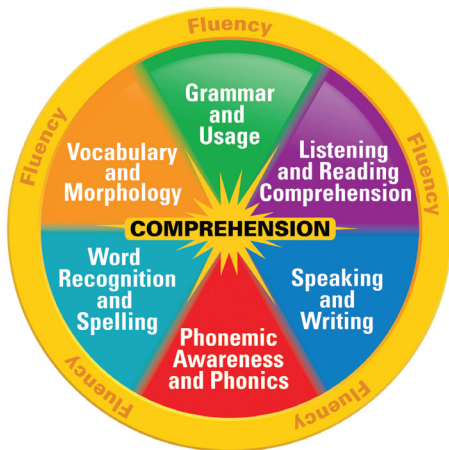 Fluency
Grammar
and
Usage
Fluency
Vocabulary
and
Morphology
Listening
and Reading
Comprehension
Fluency
COMPREHENSION
Word
Recognition
and
Spelling
Speaking
and
Writing
Phonemic
Awareness
and Phonics
Fluency
Fluency